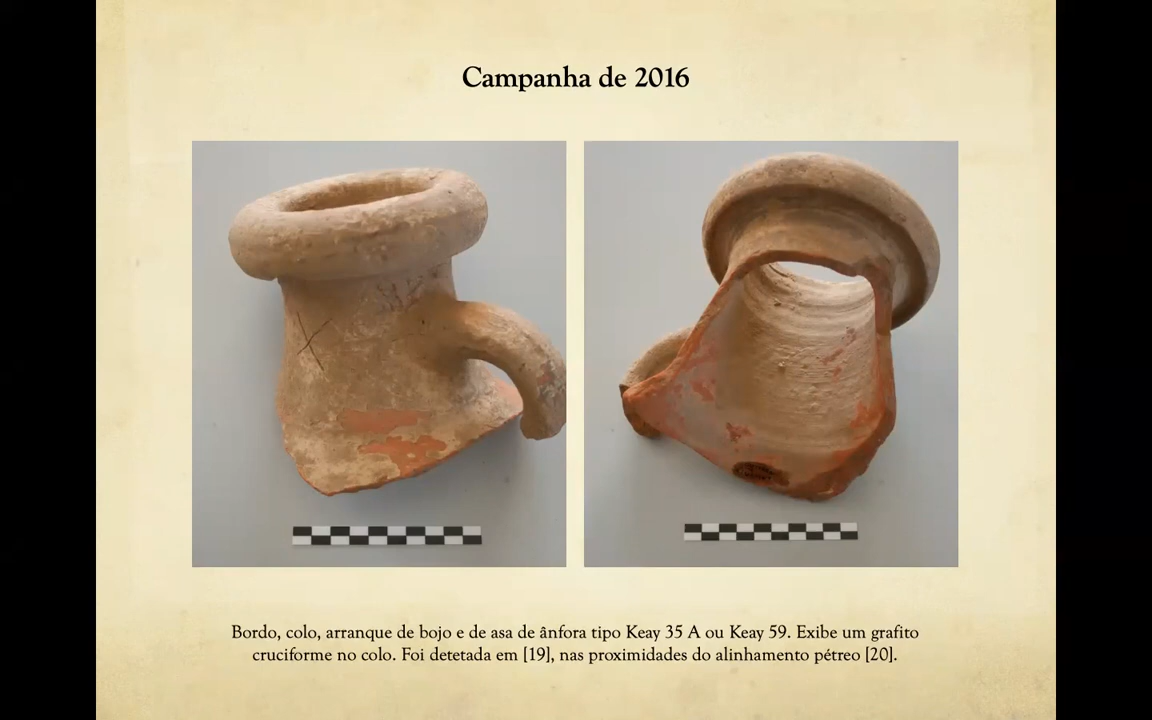 Campanha de 2016
Bordo, colo, arranque de bojo e de asa de ânfora tipo Keay 35 A ou Keay 59. Exibe um grafito
cruciforme no colo. Foi detetada em [19], nas proximidades do alinhamento pétreo [20].